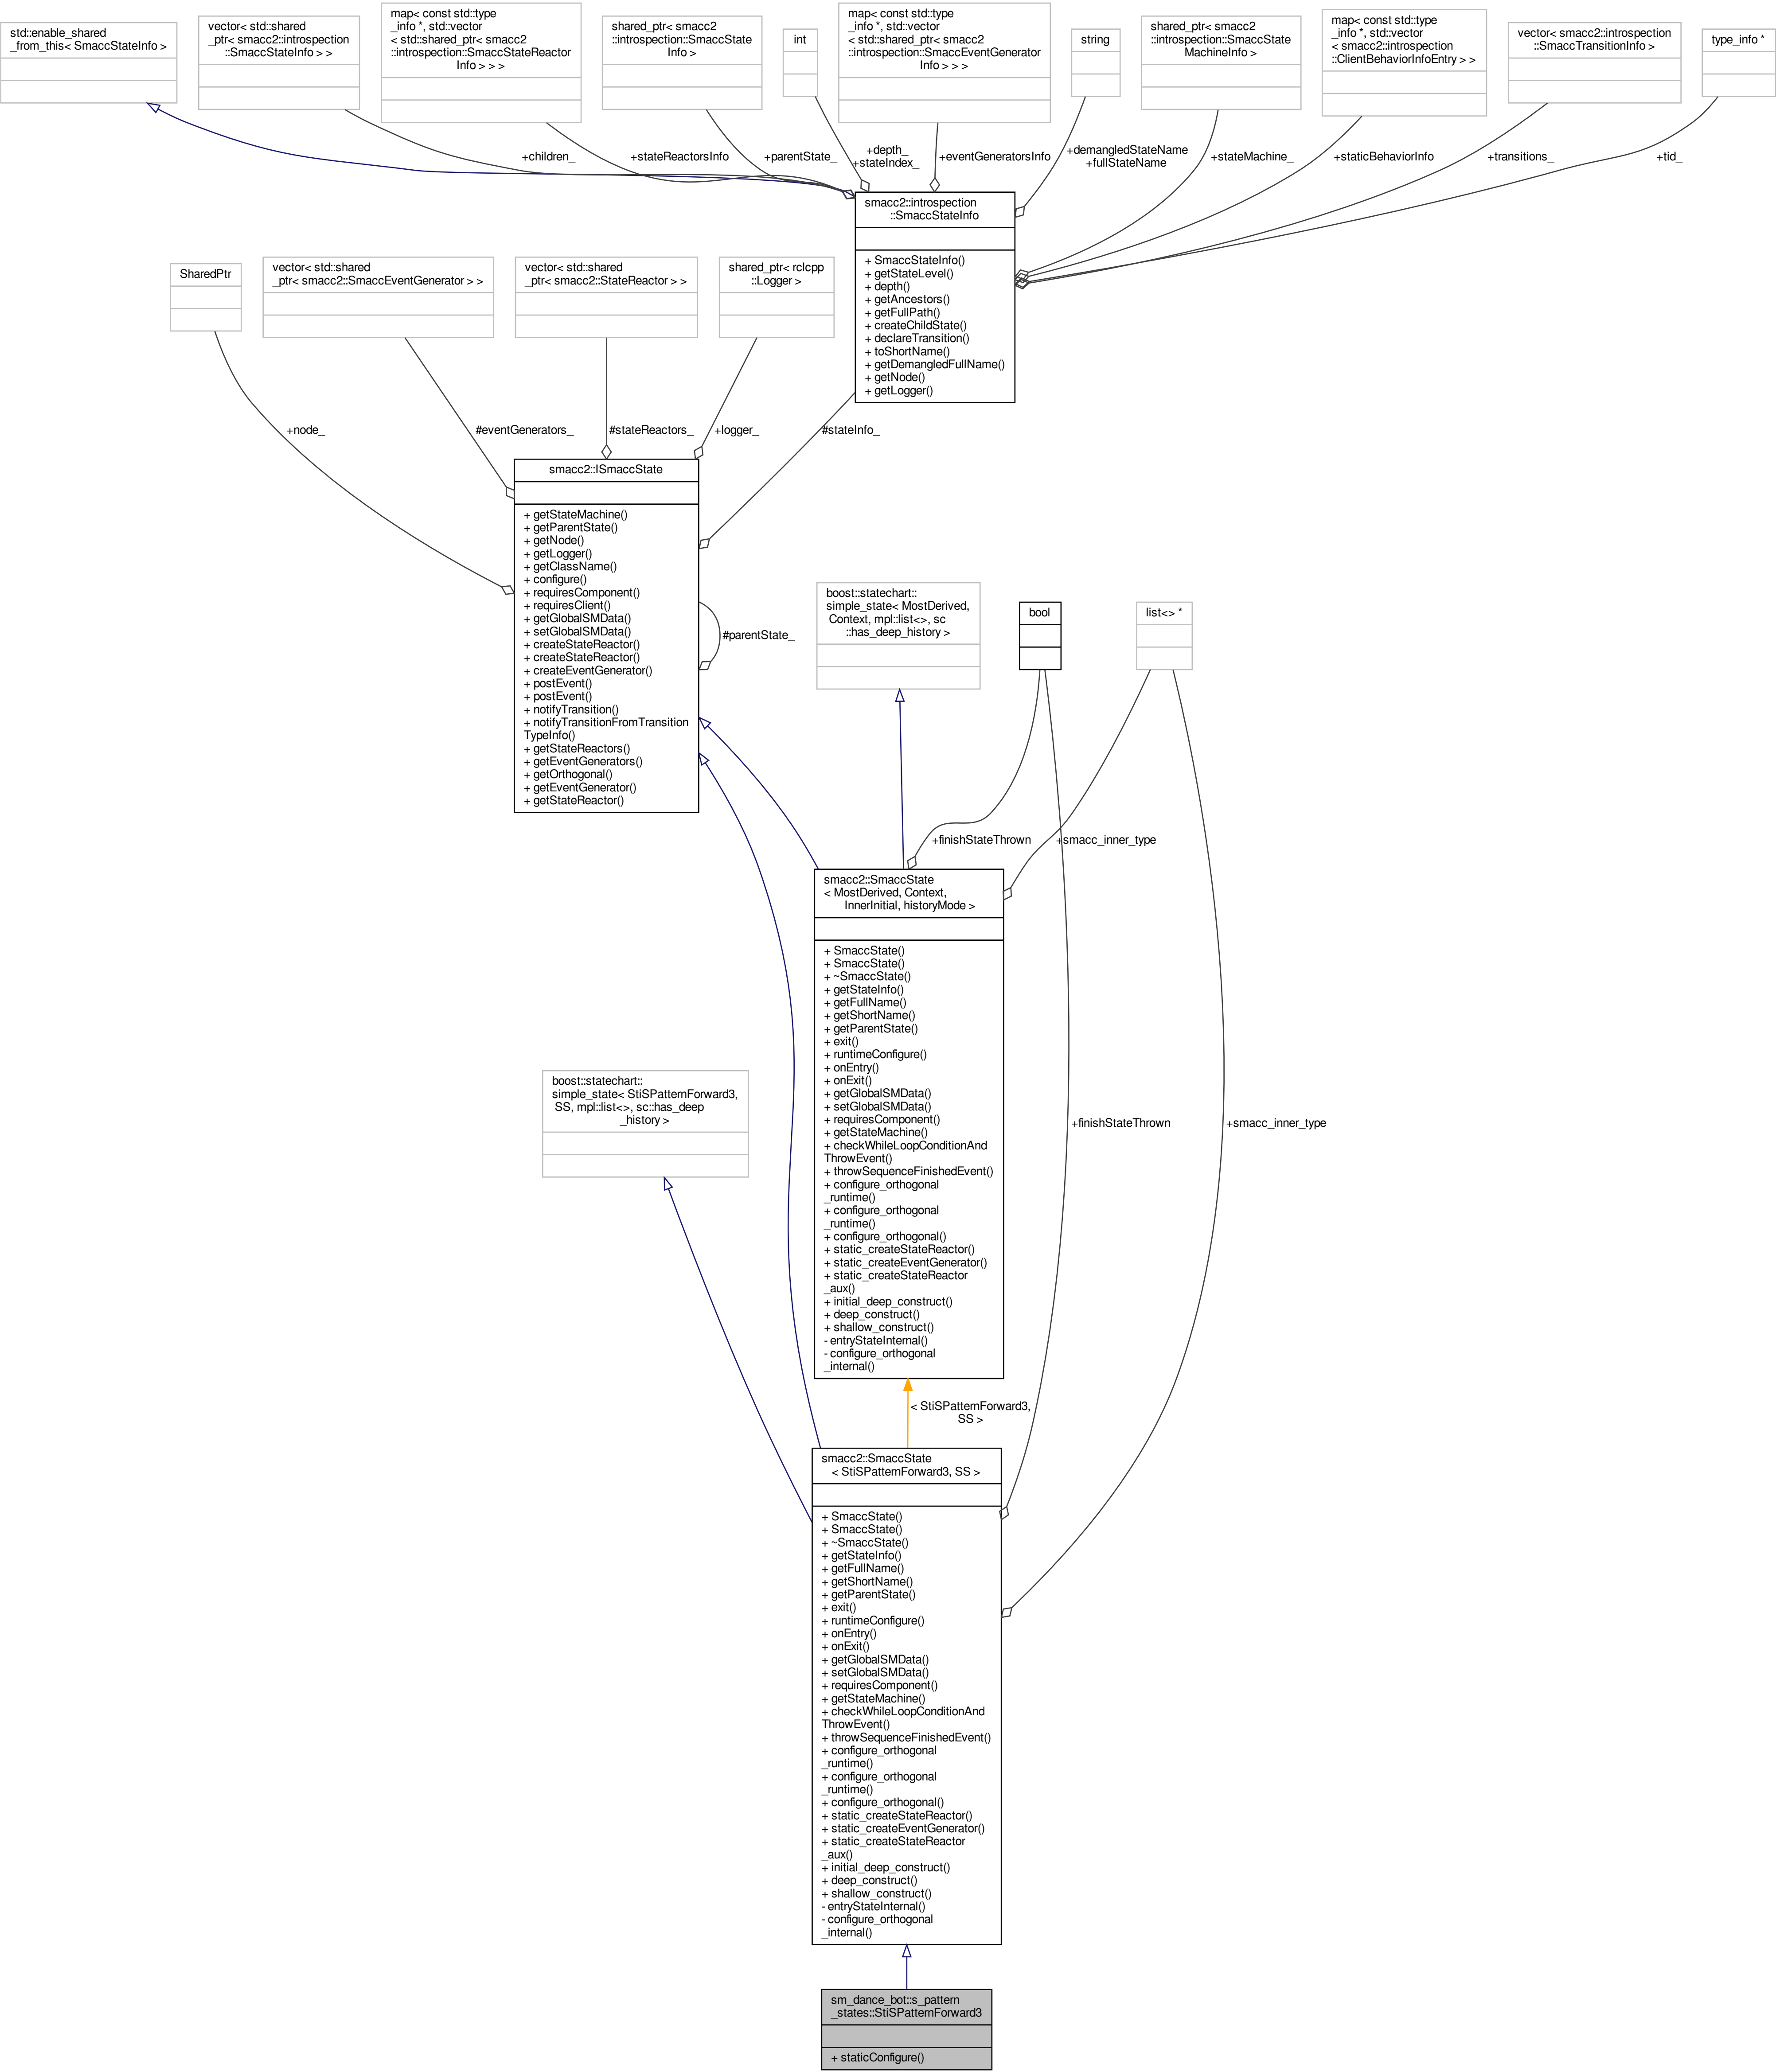 std::enable_shared
_from_this< SmaccStateInfo >
vector< std::shared
_ptr< smacc2::introspection
::SmaccStateInfo > >
map< const std::type
_info *, std::vector
< std::shared_ptr< smacc2
::introspection::SmaccStateReactor
Info > > >
shared_ptr< smacc2
::introspection::SmaccState
Info >
int
map< const std::type
_info *, std::vector
< std::shared_ptr< smacc2
::introspection::SmaccEventGenerator
Info > > >
string
shared_ptr< smacc2
::introspection::SmaccState
MachineInfo >
map< const std::type
_info *, std::vector
< smacc2::introspection
::ClientBehaviorInfoEntry > >
vector< smacc2::introspection
::SmaccTransitionInfo >
type_info *
+children_
+stateReactorsInfo
+parentState_
+depth_
+stateIndex_
+eventGeneratorsInfo
+demangledStateName
+fullStateName
+stateMachine_
+staticBehaviorInfo
+transitions_
+tid_
smacc2::introspection
::SmaccStateInfo
+ SmaccStateInfo()
+ getStateLevel()
+ depth()
+ getAncestors()
+ getFullPath()
+ createChildState()
+ declareTransition()
+ toShortName()
+ getDemangledFullName()
+ getNode()
+ getLogger()
SharedPtr
vector< std::shared
_ptr< smacc2::SmaccEventGenerator > >
vector< std::shared
_ptr< smacc2::StateReactor > >
shared_ptr< rclcpp
::Logger >
+node_
#eventGenerators_
#stateReactors_
+logger_
#stateInfo_
smacc2::ISmaccState
+ getStateMachine()
+ getParentState()
+ getNode()
+ getLogger()
+ getClassName()
+ configure()
+ requiresComponent()
+ requiresClient()
+ getGlobalSMData()
+ setGlobalSMData()
+ createStateReactor()
+ createStateReactor()
+ createEventGenerator()
+ postEvent()
+ postEvent()
+ notifyTransition()
+ notifyTransitionFromTransition
TypeInfo()
+ getStateReactors()
+ getEventGenerators()
+ getOrthogonal()
+ getEventGenerator()
+ getStateReactor()
#parentState_
boost::statechart::
simple_state< MostDerived,
Context, mpl::list<>, sc
::has_deep_history >
bool
list<> *
+finishStateThrown
+smacc_inner_type
smacc2::SmaccState
< MostDerived, Context,
InnerInitial, historyMode >
+ SmaccState()
+ SmaccState()
+ ~SmaccState()
+ getStateInfo()
+ getFullName()
+ getShortName()
+ getParentState()
+ exit()
+ runtimeConfigure()
+ onEntry()
+ onExit()
+ getGlobalSMData()
+ setGlobalSMData()
+ requiresComponent()
+ getStateMachine()
+ checkWhileLoopConditionAnd
ThrowEvent()
+ throwSequenceFinishedEvent()
+ configure_orthogonal
_runtime()
+ configure_orthogonal
_runtime()
+ configure_orthogonal()
+ static_createStateReactor()
+ static_createEventGenerator()
+ static_createStateReactor
_aux()
+ initial_deep_construct()
+ deep_construct()
+ shallow_construct()
- entryStateInternal()
- configure_orthogonal
_internal()
boost::statechart::
simple_state< StiSPatternForward3,
SS, mpl::list<>, sc::has_deep
_history >
+finishStateThrown
+smacc_inner_type
< StiSPatternForward3,
SS >
smacc2::SmaccState
< StiSPatternForward3, SS >
+ SmaccState()
+ SmaccState()
+ ~SmaccState()
+ getStateInfo()
+ getFullName()
+ getShortName()
+ getParentState()
+ exit()
+ runtimeConfigure()
+ onEntry()
+ onExit()
+ getGlobalSMData()
+ setGlobalSMData()
+ requiresComponent()
+ getStateMachine()
+ checkWhileLoopConditionAnd
ThrowEvent()
+ throwSequenceFinishedEvent()
+ configure_orthogonal
_runtime()
+ configure_orthogonal
_runtime()
+ configure_orthogonal()
+ static_createStateReactor()
+ static_createEventGenerator()
+ static_createStateReactor
_aux()
+ initial_deep_construct()
+ deep_construct()
+ shallow_construct()
- entryStateInternal()
- configure_orthogonal
_internal()
sm_dance_bot::s_pattern
_states::StiSPatternForward3
+ staticConfigure()